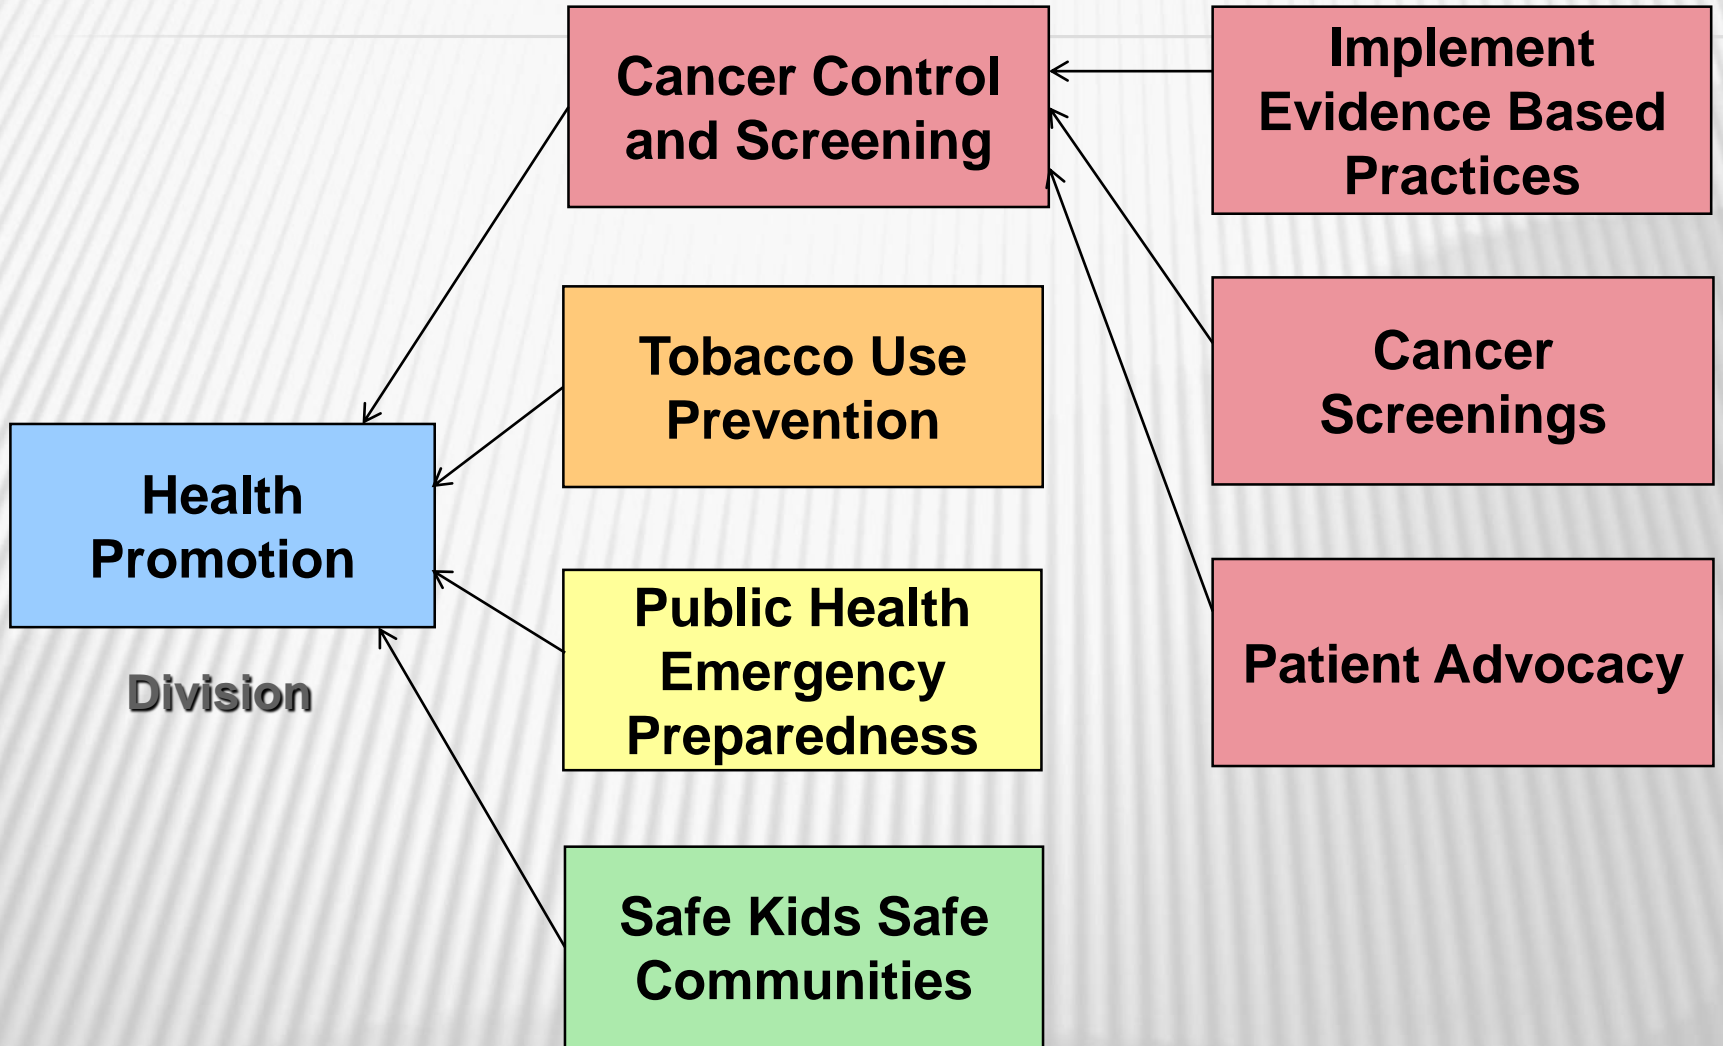 Cancer Control
and Screening
Implement
Evidence Based
Practices
Tobacco Use
Prevention
Cancer
Screenings
Health
Promotion
Division
Public Health
Emergency
Preparedness
Patient Advocacy
Safe Kids Safe
Communities